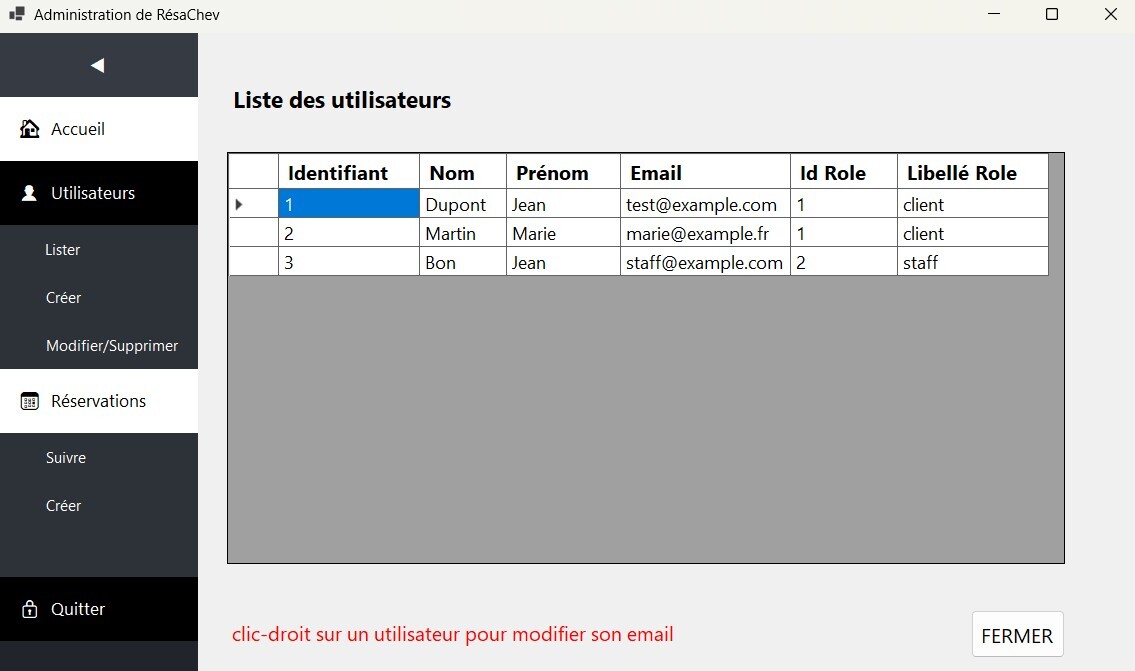 Administration de RésaChev
◀
Accueil
Utilisateurs
Lister
Créer
Modifier/Supprimer
Réservations
Suivre
Créer
Quitter
Liste des utilisateurs
Identifiant Nom Prénom Email Id Role Libellé Role
1 Dupont Jean test@example.com 1 client
2 Martin Marie marie@example.fr 1 client
3 Bon Jean staff@example.com 2 staff
clic-droit sur un utilisateur pour modifier son email
FERMER